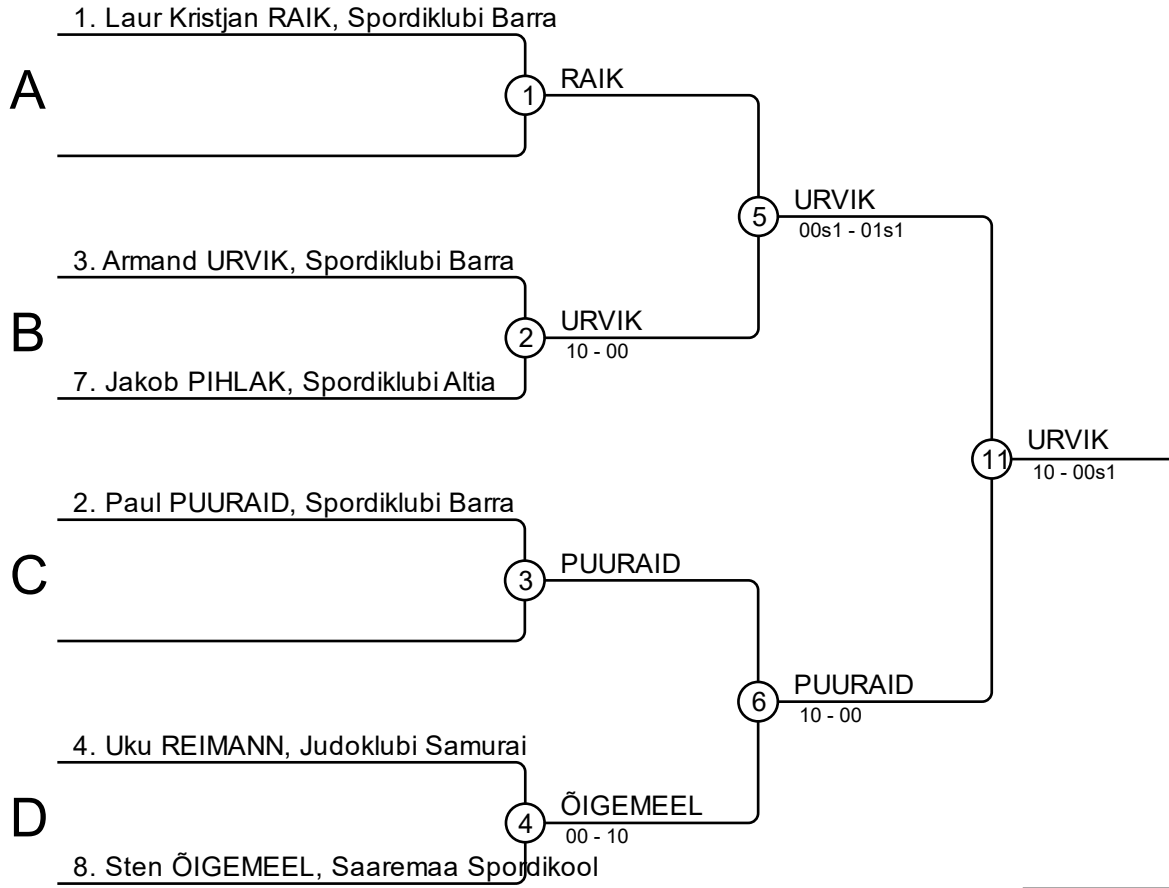 1. Laur Kristjan RAIK, Spordiklubi Barra
A
1
RAIK
5
URVIK
00s1 - 01s1
3. Armand URVIK, Spordiklubi Barra
B
2
URVIK
10 - 00
7. Jakob PIHLAK, Spordiklubi Altia
11
URVIK
10 - 00s1
2. Paul PUURAID, Spordiklubi Barra
C
3
PUURAID
6
PUURAID
10 - 00
4. Uku REIMANN, Judoklubi Samurai
D
4
ÕIGEMEEL
00 - 10
8. Sten ÕIGEMEEL, Saaremaa Spordikool